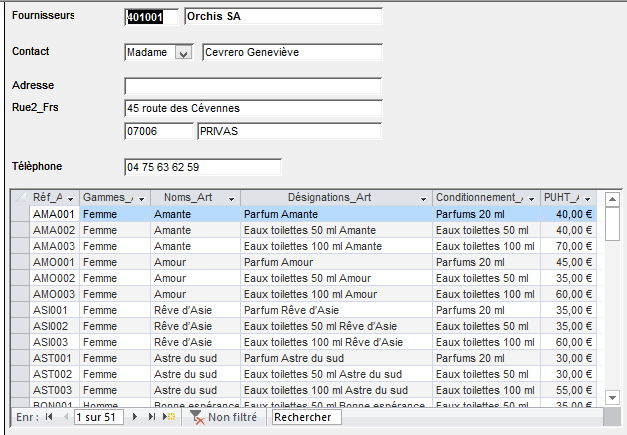 Fournisseurs 401001 Orchis SA
Contact Madame Cevrero Geneviève
Adresse
Rue2_Frs 45 route des Cévennes
07006 PRIVAS
Télèphone 04 75 63 62 59
Réf_A Gammes_A Noms_Art Désignations_Art Conditionnement_A PUHT_A
AMA001 Femme Amante Parfum Amante Parfums 20 ml 40,00 €
AMA002 Femme Amante Eaux toilettes 50 ml Amante Eaux toilettes 50 ml 40,00 €
AMA003 Femme Amante Eaux toilettes 100 ml Amante Eaux toilettes 100 ml 70,00 €
AMO001 Femme Amour Parfum Amour Parfums 20 ml 45,00 €
AMO002 Femme Amour Eaux toilettes 50 ml Amour Eaux toilettes 50 ml 35,00 €
AMO003 Femme Amour Eaux toilettes 100 ml Amour Eaux toilettes 100 ml 60,00 €
ASI001 Femme Rêve d'Asie Parfum Rêve d'Asie Parfums 20 ml 35,00 €
ASI002 Femme Rêve d'Asie Eaux toilettes 50 ml Rêve d'Asie Eaux toilettes 50 ml 35,00 €
ASI003 Femme Rêve d'Asie Eaux toilettes 100 ml Rêve d'Asie Eaux toilettes 100 ml 60,00 €
AST001 Femme Astre du sud Parfum Astre du sud Parfums 20 ml 30,00 €
AST002 Femme Astre du sud Eaux toilettes 50 ml Astre du sud Eaux toilettes 50 ml 30,00 €
AST003 Femme Astre du sud Eaux toilettes 100 ml Astre du sud Eaux toilettes 100 ml 55,00 €
BON001 Homme Bonne espérance Eaux toilettes 50 ml Bonne espérance Eaux toilettes 50 ml 35,00 €
Enr : 1 sur 51 Non filtré Rechercher